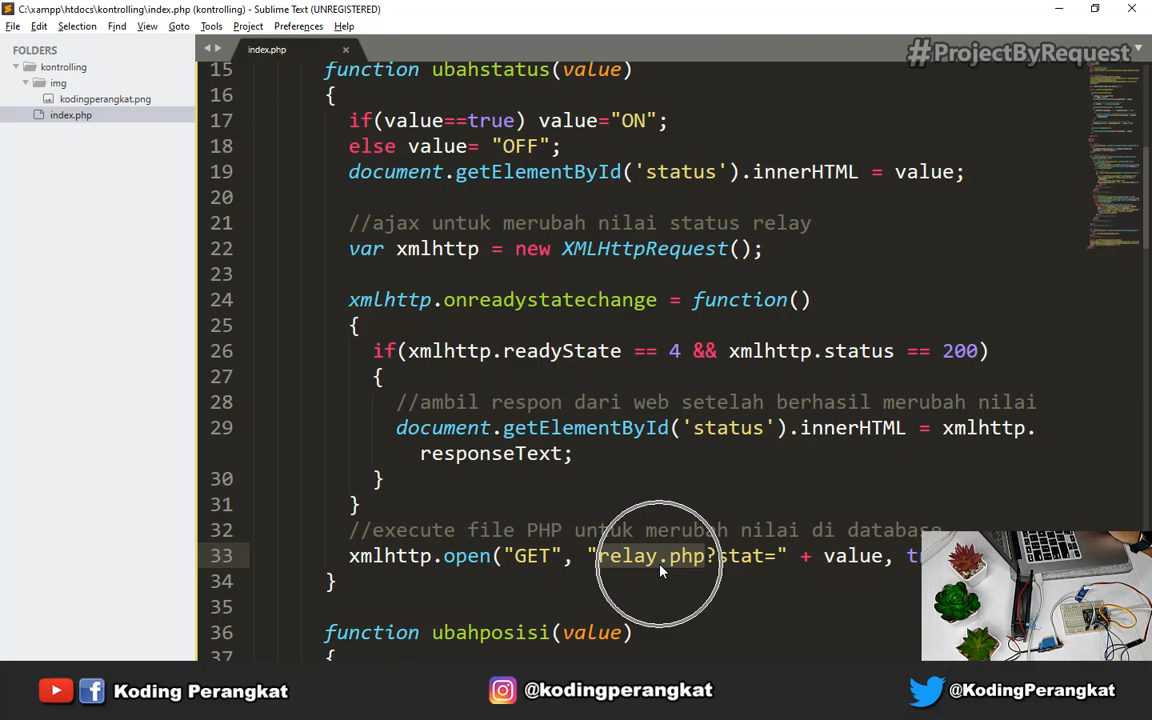 C:\xampp\htdocs\kontrolling\index.php (kontrolling) - Sublime Text (UNREGISTERED)
File Edit Selection Find View Goto Tools Project Preferences Help
FOLDERS
kontrolling
img
kodingperangkat.png
index.php
index.php
#ProjectByRequest
15 function ubahstatus(value)
16 {
17 if(value==true) value="ON";
18 else value= "OFF";
19 document.getElementById('status').innerHTML = value;
20
21 //ajax untuk merubah nilai status relay
22 var xmlhttp = new XMLHttpRequest();
23
24 xmlhttp.onreadystatechange = function()
25 {
26 if(xmlhttp.readyState == 4 && xmlhttp.status == 200)
27 {
28 //ambil respon dari web setelah berhasil merubah nilai
29 document.getElementById('status').innerHTML = xmlhttp.
responseText;
30 }
31 }
32 //execute file PHP untuk merubah nilai di database
33 xmlhttp.open("GET", "relay.php?stat=" + value, tr
34 }
35
36 function ubahposisi(value)
37 {
Koding Perangkat
@kodingperangkat
@KodingPerangkat